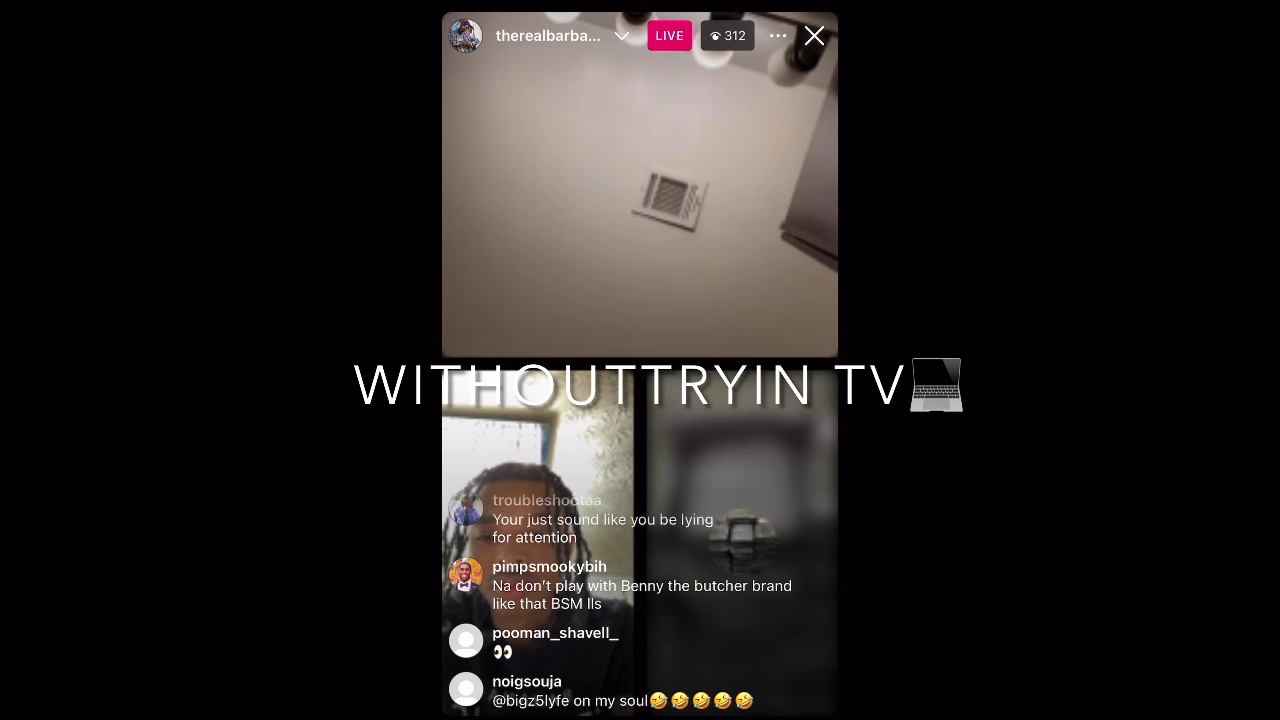 therealbarba...
LIVE
312
WITHOUTTRYIN TV
troubleshootaa
Your just sound like you be lying
for attention
pimpsmookybih
Na don't play with Benny the butcher brand
like that BSM lls
pooman_shavell_
👀
noigsouja
@bigz5lyfe on my soul🤣🤣🤣🤣🤣